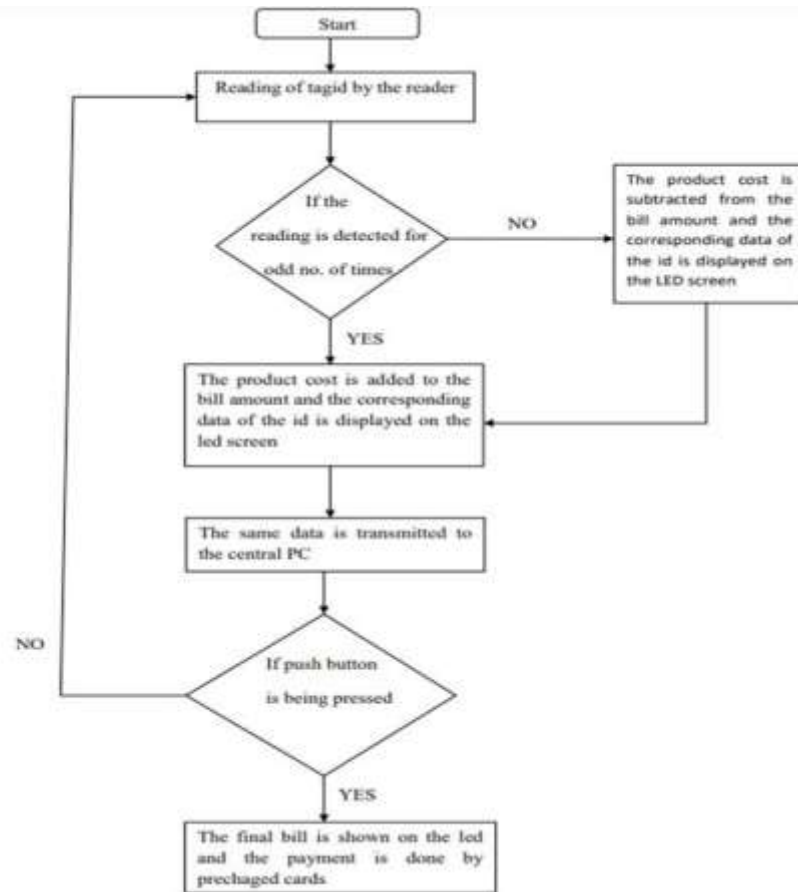 Start
Reading of tagid by the reader
If the
reading is detected for
odd no. of times
NO
The product cost is
subtracted from the
bill amount and the
corresponding data of
the id is displayed on
the LED screen
YES
The product cost is added to the
bill amount and the corresponding
data of the id is displayed on the
led screen
The same data is transmitted to
the central PC
NO
If push button
is being pressed
YES
The final bill is shown on the led
and the payment is done by
prechaged cards